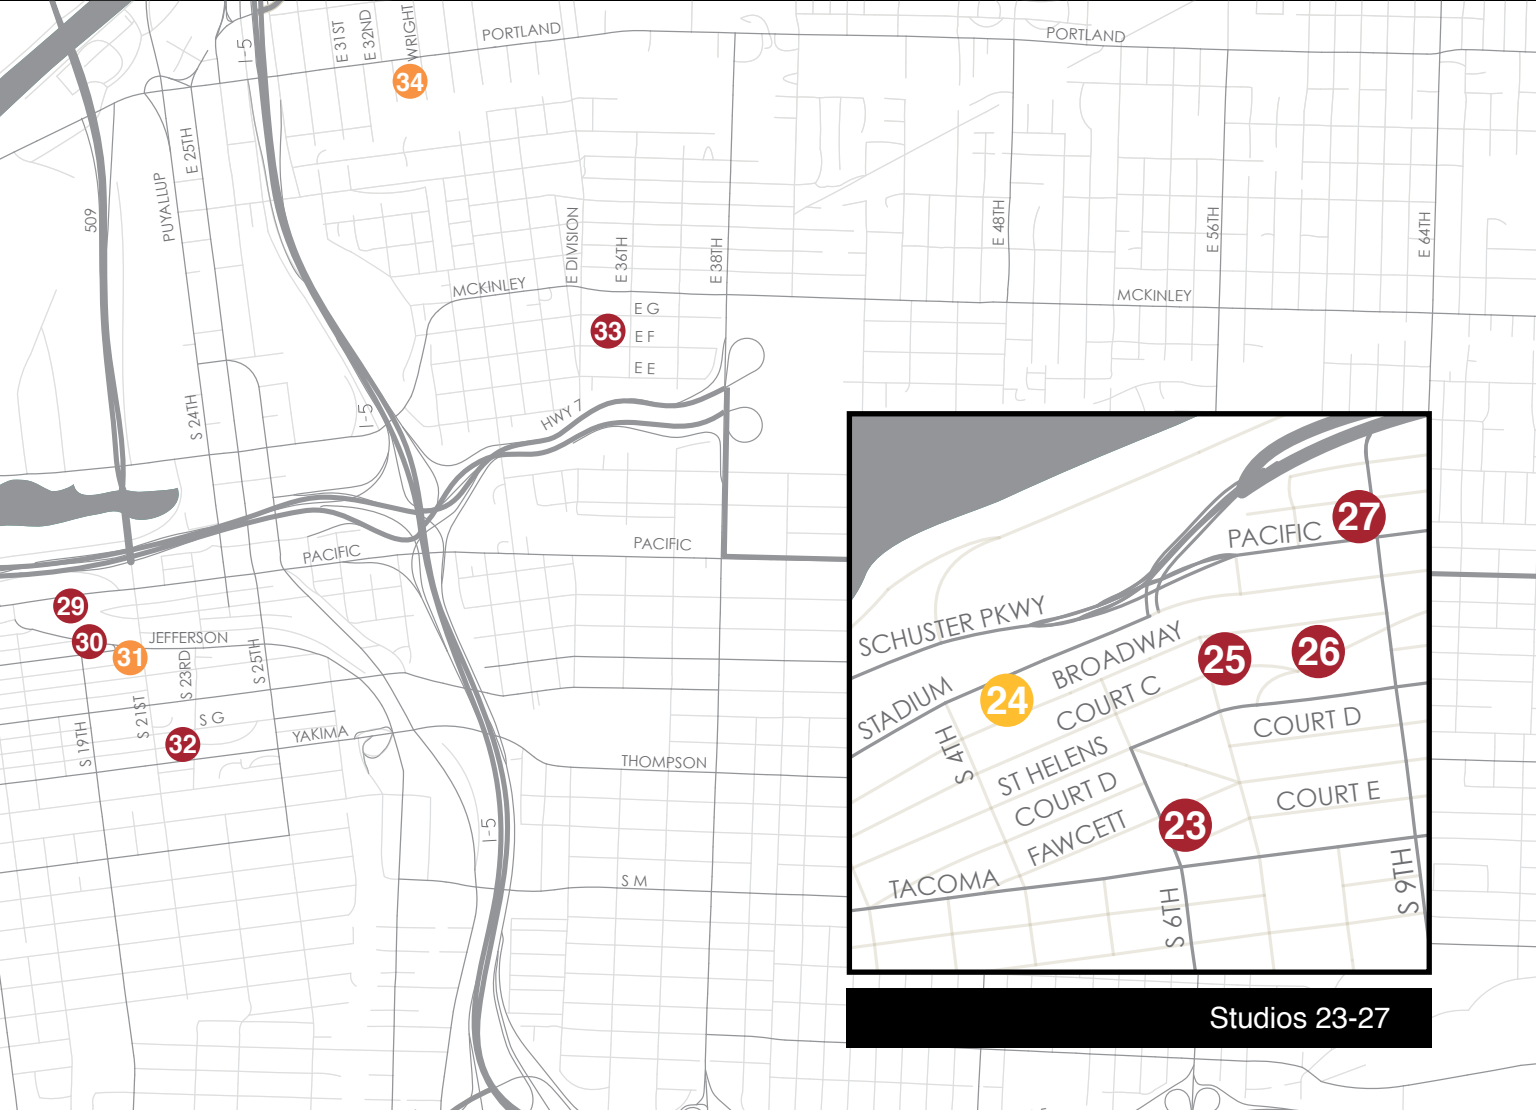 E 31ST
E 32ND
WRIGHT
PORTLAND
PORTLAND
I-5
34
E 25TH
PUYALLUP
509
E DIVISION
E 36TH
E 38TH
E 48TH
E 56TH
E 64TH
MCKINLEY
MCKINLEY
E G
33
E F
E E
S 24TH
I-5
HWY 7
PACIFIC
PACIFIC
29
30
31
JEFFERSON
S 23RD
S 25TH
S 21ST
S G
S 19TH
32
YAKIMA
THOMPSON
I-5
S M
27
PACIFIC
SCHUSTER PKWY
BROADWAY
25
26
STADIUM
24
COURT C
COURT D
S 4TH
ST HELENS
COURT D
COURT E
FAWCETT
23
TACOMA
S 6TH
S 9TH
Studios 23-27